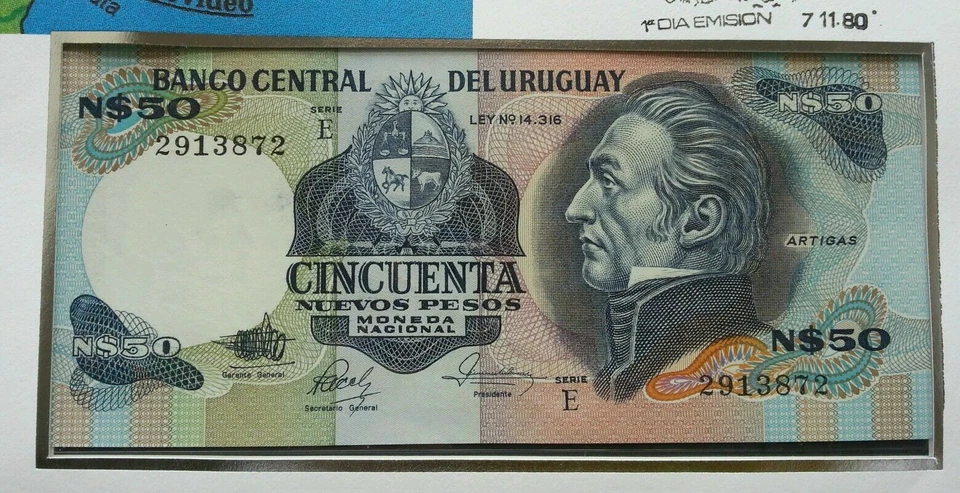 video
1ª DIA EMISION 7 11.80
BANCO CENTRAL DEL URUGUAY
N$50
N$50
SERIE
E
LEY Nº 14.316
2913872
ARTIGAS
CINCUENTA
NUEVOS PESOS
MONEDA
NACIONAL
N$50
N$50
Gerente General
Secretario General
Presidente
SERIE
E
2913872